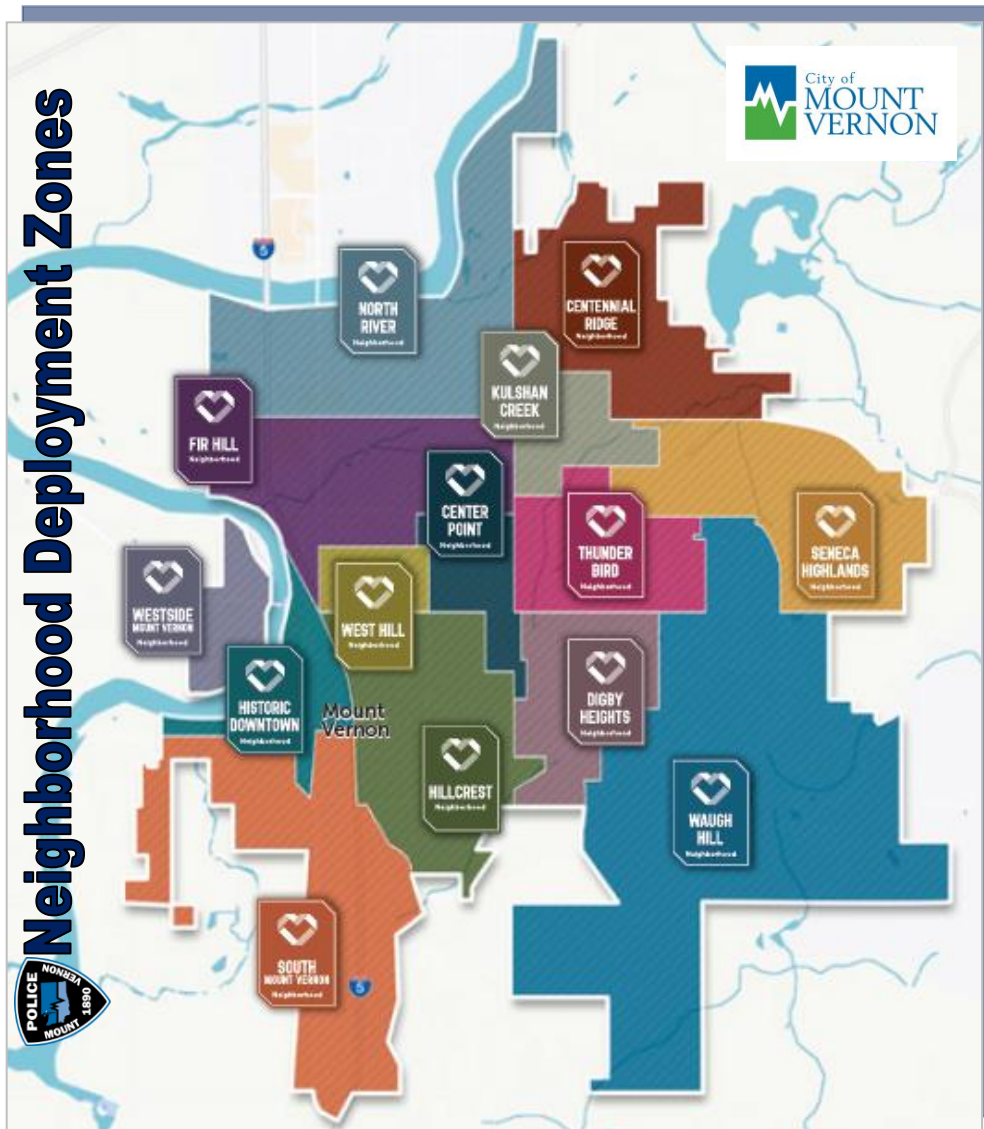 Neighborhood Deployment Zones
City of
MOUNT
VERNON
5
NORTH
RIVER
Neighborhood
CENTENNIAL
RIDGE
Neighborhood
KULSHAN
CREEK
Neighborhood
FIR HILL
Neighborhood
CENTER
POINT
Neighborhood
THUNDER
BIRD
Neighborhood
SENECA
HIGHLANDS
Neighborhood
WESTSIDE
MOUNT VERNON
Neighborhood
WEST HILL
Neighborhood
HISTORIC
DOWNTOWN
Neighborhood
Mount
Vernon
DIGBY
HEIGHTS
Neighborhood
HILLCREST
Neighborhood
WAUGH
HILL
Neighborhood
SOUTH
MOUNT VERNON
Neighborhood
5
POLICE
MOUNT
VERNON
1890